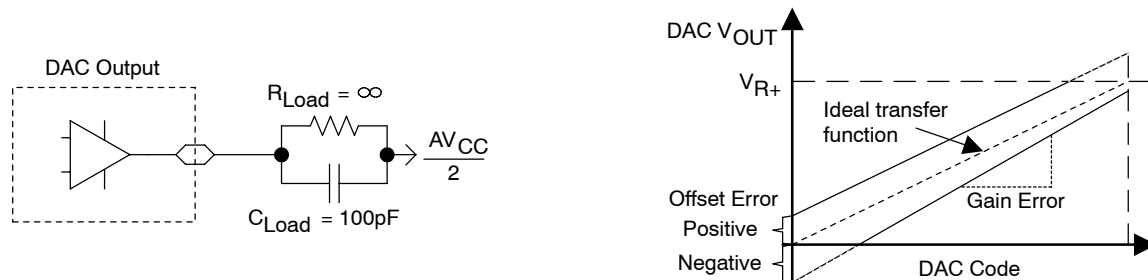 DAC Output
R_Load = ∞
AV_CC
2
C_Load = 100pF
DAC V_OUT
V_R+
Ideal transfer
function
Offset Error
Positive
Negative
Gain Error
DAC Code